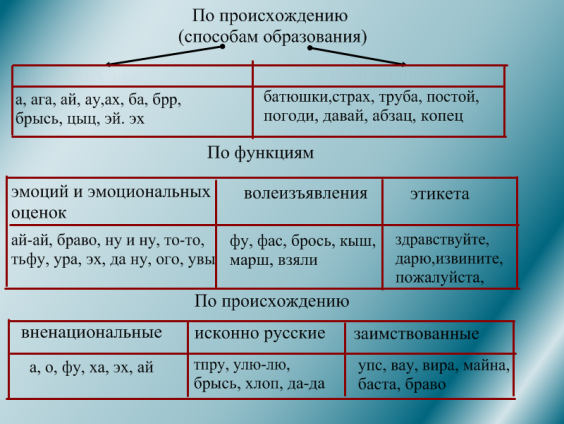 По происхождению
(способам образования)
а, ага, ай, ау,ах, ба, брр,
брысь, цыц, эй. эх
батюшки,страх, труба, постой,
погоди, давай, абзац, копец
По функциям
эмоций и эмоциональных
оценок
волеизъявления
этикета
ай-ай, браво, ну и ну, то-то,
тьфу, ура, эх, да ну, ого, увы
фу, фас, брось, кыш,
марш, взяли
здравствуйте,
дарю,извините,
пожалуйста,
По происхождению
вненациональные
исконно русские
заимствованные
а, о, фу, ха, эх, ай
тпру, улю-лю,
брысь, хлоп, да-да
упс, вау, вира, майна,
баста, браво